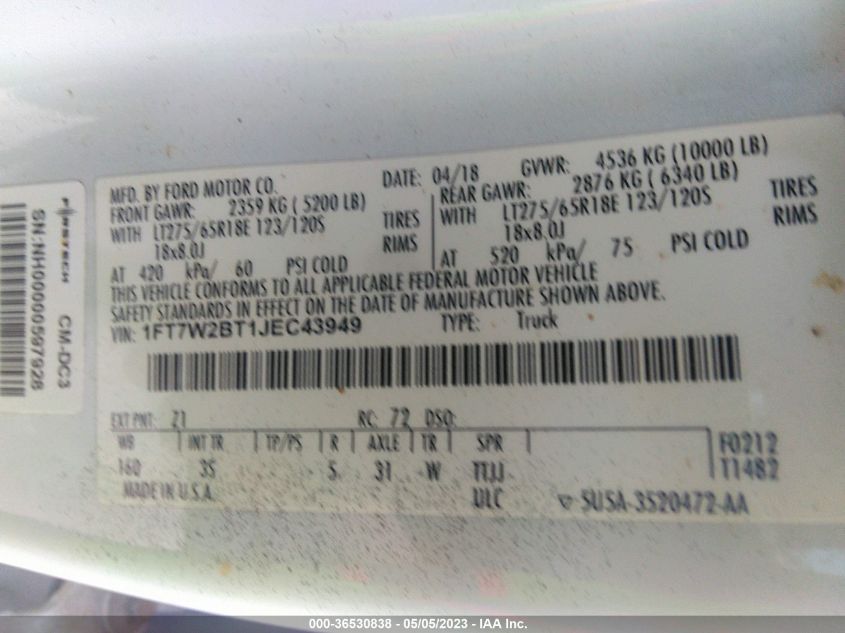 FIRSTECH CM-DC3
SN:NH00000597928
MFD. BY FORD MOTOR CO.
DATE: 04/18 GVWR: 4536 KG (10000 LB)
FRONT GAWR: 2359 KG ( 5200 LB)
WITH LT275/65R18E 123/120S TIRES
18x8.0J RIMS
AT 420 kPa/ 60 PSI COLD
REAR GAWR: 2876 KG ( 6340 LB)
WITH LT275/65R18E 123/120S TIRES
18x8.0J RIMS
AT 520 kPa/ 75 PSI COLD
THIS VEHICLE CONFORMS TO ALL APPLICABLE FEDERAL MOTOR VEHICLE
SAFETY STANDARDS IN EFFECT ON THE DATE OF MANUFACTURE SHOWN ABOVE.
VIN: 1FT7W2BT1JEC43949 TYPE: Truck
EXT PNT: Z1 RC: 72 DSO:
WB INT TR TP/PS R AXLE TR SPR F0212
160 3S 5 31 W TTJJ T1482
MADE IN U.S.A. ULC SU5A-3520472-AA
000-36530838 - 05/05/2023 - IAA Inc.